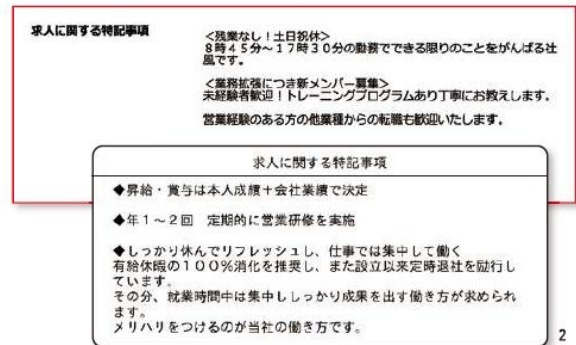 求人に関する特記事項
<残業なし！土日祝休>
８時４５分～１７時３０分の勤務でできる限りのことをがんばる社
風です。
<業務拡張につき新メンバー募集>
未経験者歓迎！トレーニングプログラムあり丁寧にお教えします。
営業経験のある方の他業種からの転職も歓迎いたします。
求人に関する特記事項
◆昇給・賞与は本人成績＋会社業績で決定
◆年１～２回　定期的に営業研修を実施
◆しっかり休んでリフレッシュし、仕事では集中して働く
有給休暇の１００％消化を推奨し、また設立以来定時退社を励行し
ています。
その分、就業時間中は集中ししっかり成果を出す働き方が求められ
ます。
メリハリをつけるのが当社の働き方です。
2